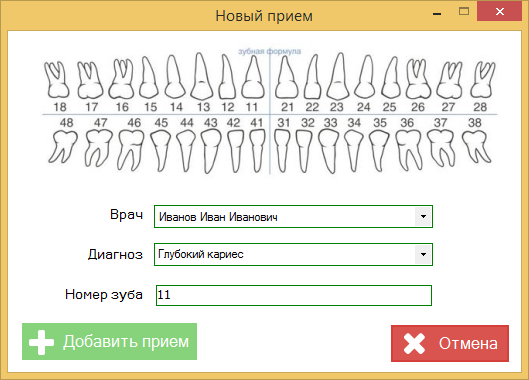 Новый прием
зубная формула
18 17 16 15 14 13 12 11 21 22 23 24 25 26 27 28
48 47 46 45 44 43 42 41 31 32 33 34 35 36 37 38
Врач Иванов Иван Иванович
Диагноз Глубокий кариес
Номер зуба 11
Добавить прием Отмена